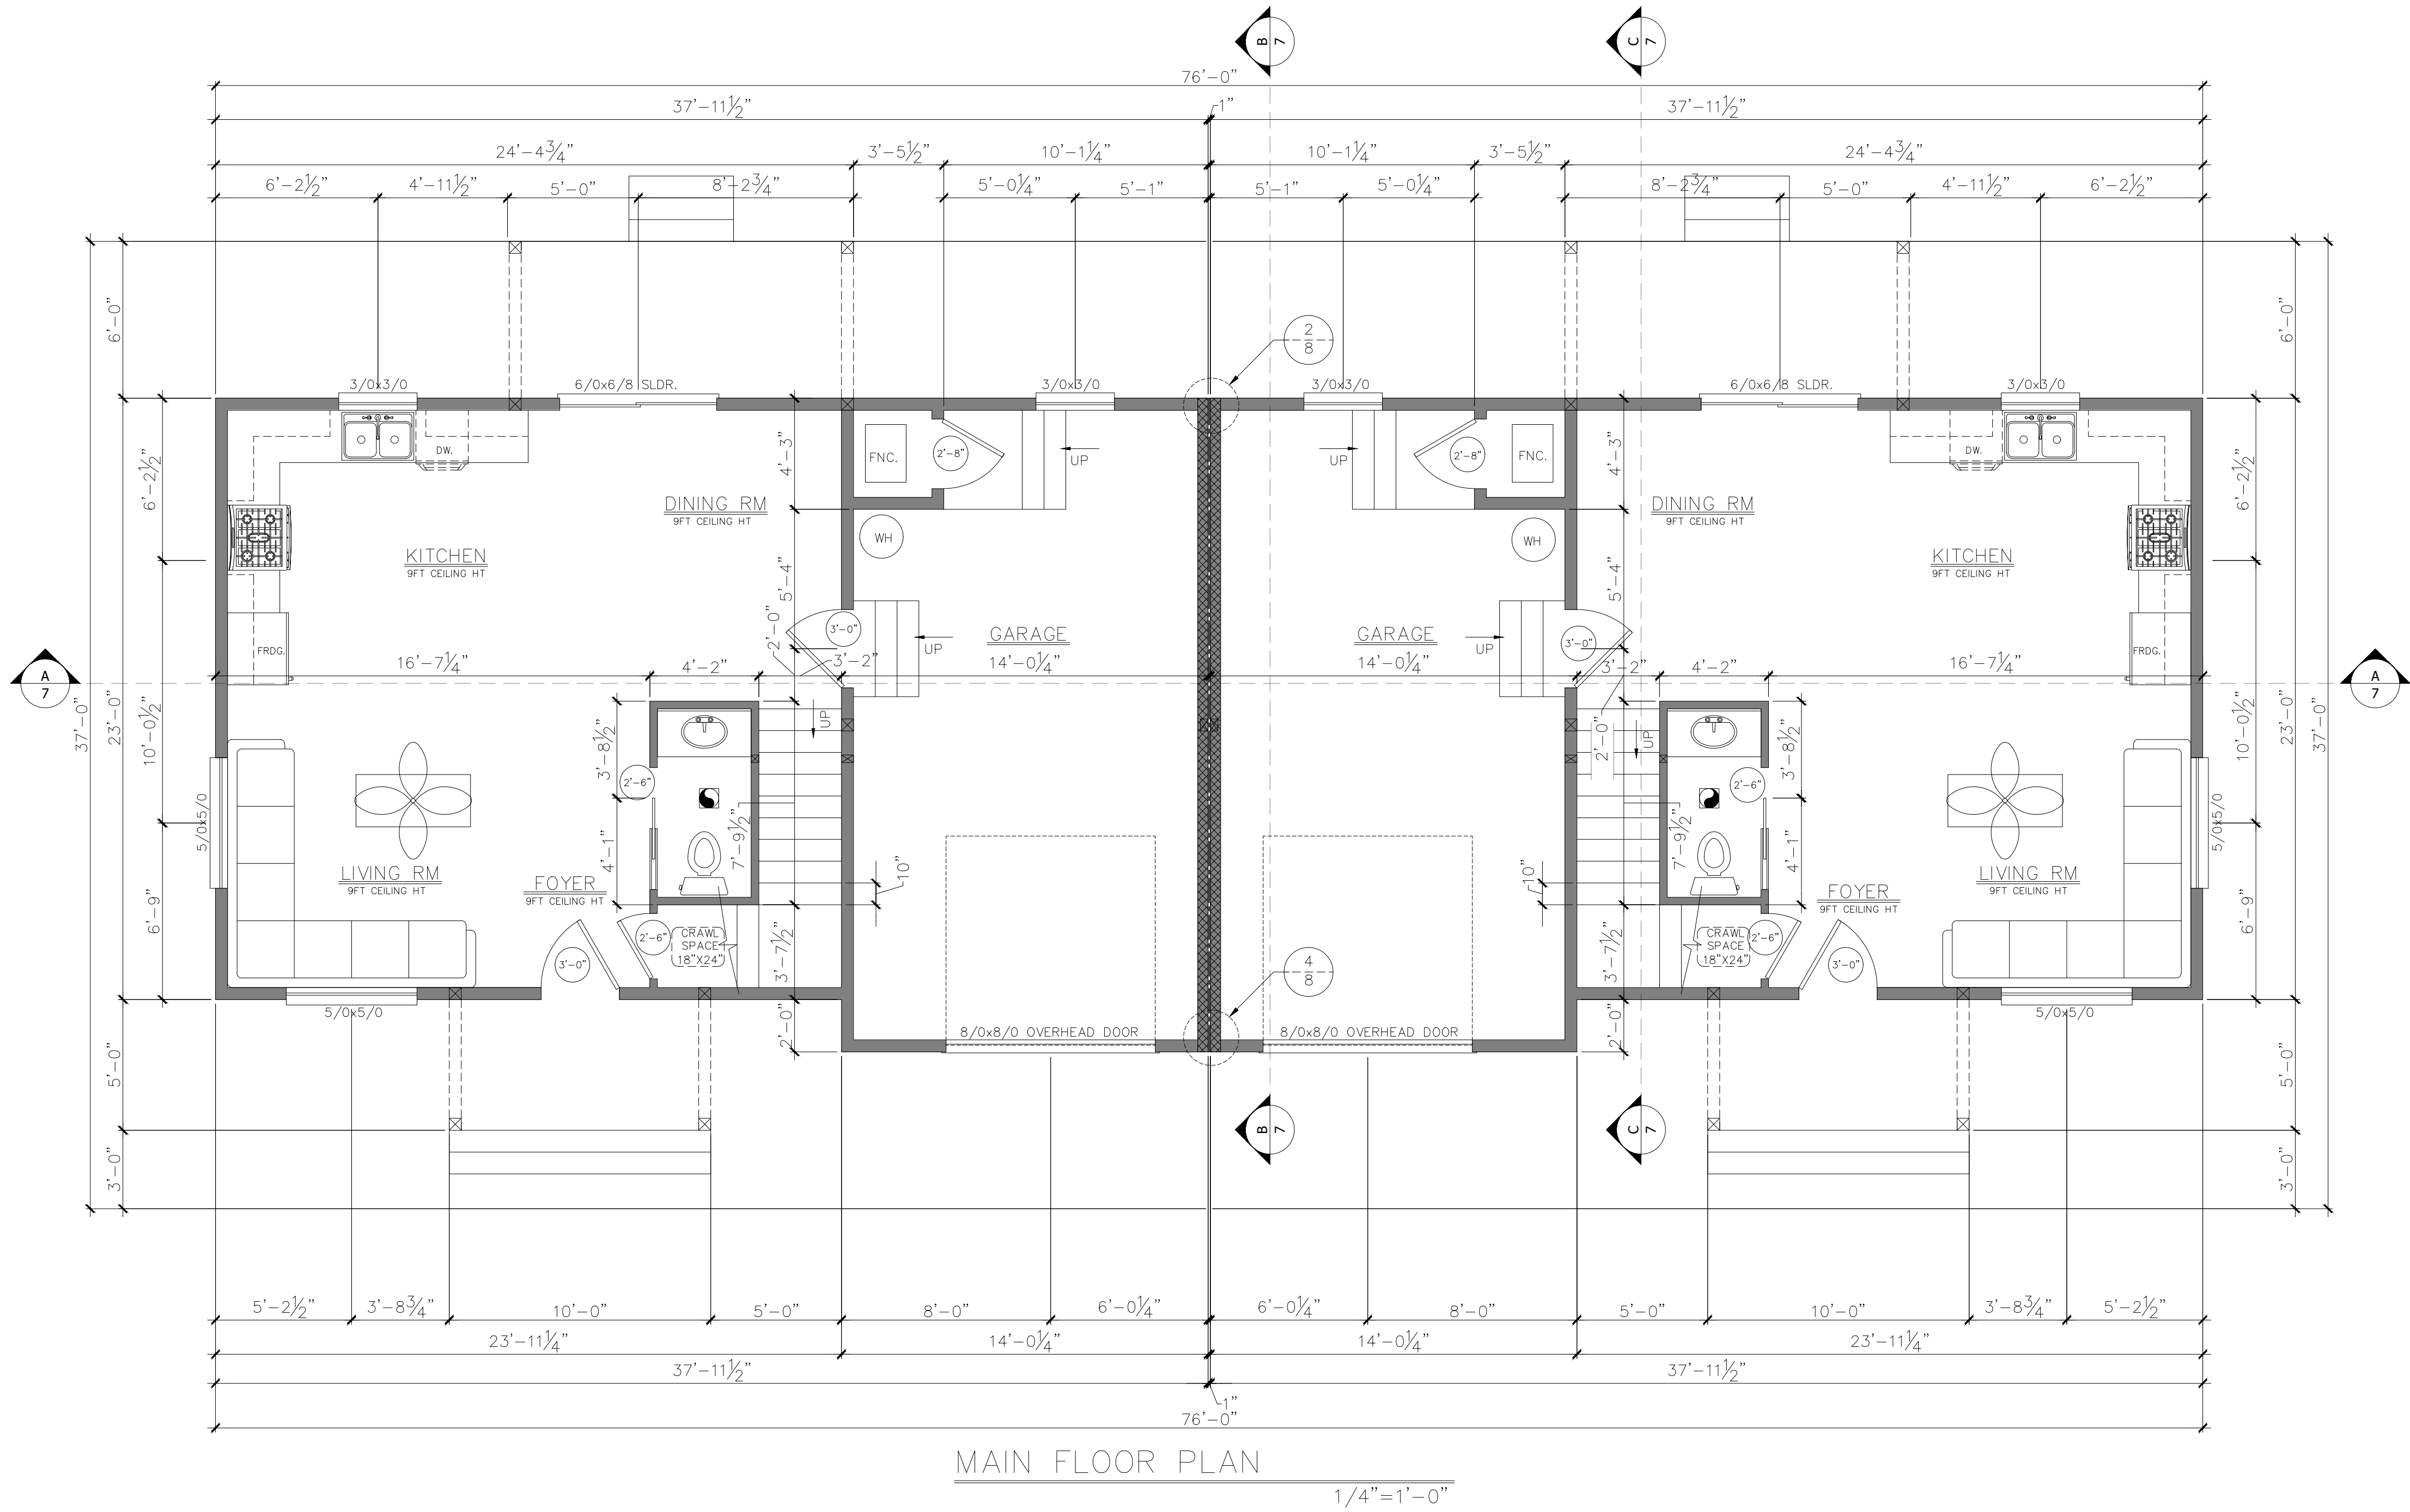 B
7
C
7
76'-0"
37'-11½"
1"
37'-11½"
24'-4¾"
3'-5½"
10'-1¼"
10'-1¼"
3'-5½"
24'-4¾"
6'-2½"
4'-11½"
5'-0"
8'-2¾"
5'-0¼"
5'-1"
5'-1"
5'-0¼"
8'-2¾"
5'-0"
4'-11½"
6'-2½"
6'-0"
6'-0"
2
8
3/0x3/0
6/0x6/8 SLDR.
3/0x3/0
3/0x3/0
6/0x6/8 SLDR.
3/0x3/0
DW.
FNC.
2'-8"
UP
4'-3"
UP
2'-8"
FNC.
4'-3"
DW.
6'-2½"
6'-2½"
DINING RM
9FT CEILING HT
DINING RM
9FT CEILING HT
KITCHEN
9FT CEILING HT
WH
WH
KITCHEN
9FT CEILING HT
5'-4"
5'-4"
FRDG.
2'-0"
3'-0"
UP
GARAGE
GARAGE
UP
3'-0"
FRDG.
A
7
16'-7¼"
4'-2"
3'-2"
14'-0¼"
14'-0¼"
3'-2"
4'-2"
16'-7¼"
A
7
37'-0"
23'-0"
10'-0½"
3'-8½"
UP
2'-0"
UP
3'-8½"
10'-0½"
23'-0"
37'-0"
2'-6"
2'-6"
5/0x5/0
4'-1"
7'-9½"
10"
10"
7'-9½"
4'-1"
5/0x5/0
LIVING RM
9FT CEILING HT
FOYER
9FT CEILING HT
FOYER
9FT CEILING HT
LIVING RM
9FT CEILING HT
6'-9"
6'-9"
3'-0"
2'-6"
CRAWL
SPACE
18"X24"
3'-7½"
4
8
3'-7½"
CRAWL
SPACE
18"X24"
2'-6"
3'-0"
5/0x5/0
2'-0"
8/0x8/0 OVERHEAD DOOR
8/0x8/0 OVERHEAD DOOR
2'-0"
5/0x5/0
5'-0"
5'-0"
B
7
C
7
3'-0"
3'-0"
5'-2½"
3'-8¾"
10'-0"
5'-0"
8'-0"
6'-0¼"
6'-0¼"
8'-0"
5'-0"
10'-0"
3'-8¾"
5'-2½"
23'-11¼"
14'-0¼"
14'-0¼"
23'-11¼"
37'-11½"
37'-11½"
1"
76'-0"
MAIN FLOOR PLAN
1/4"=1'-0"